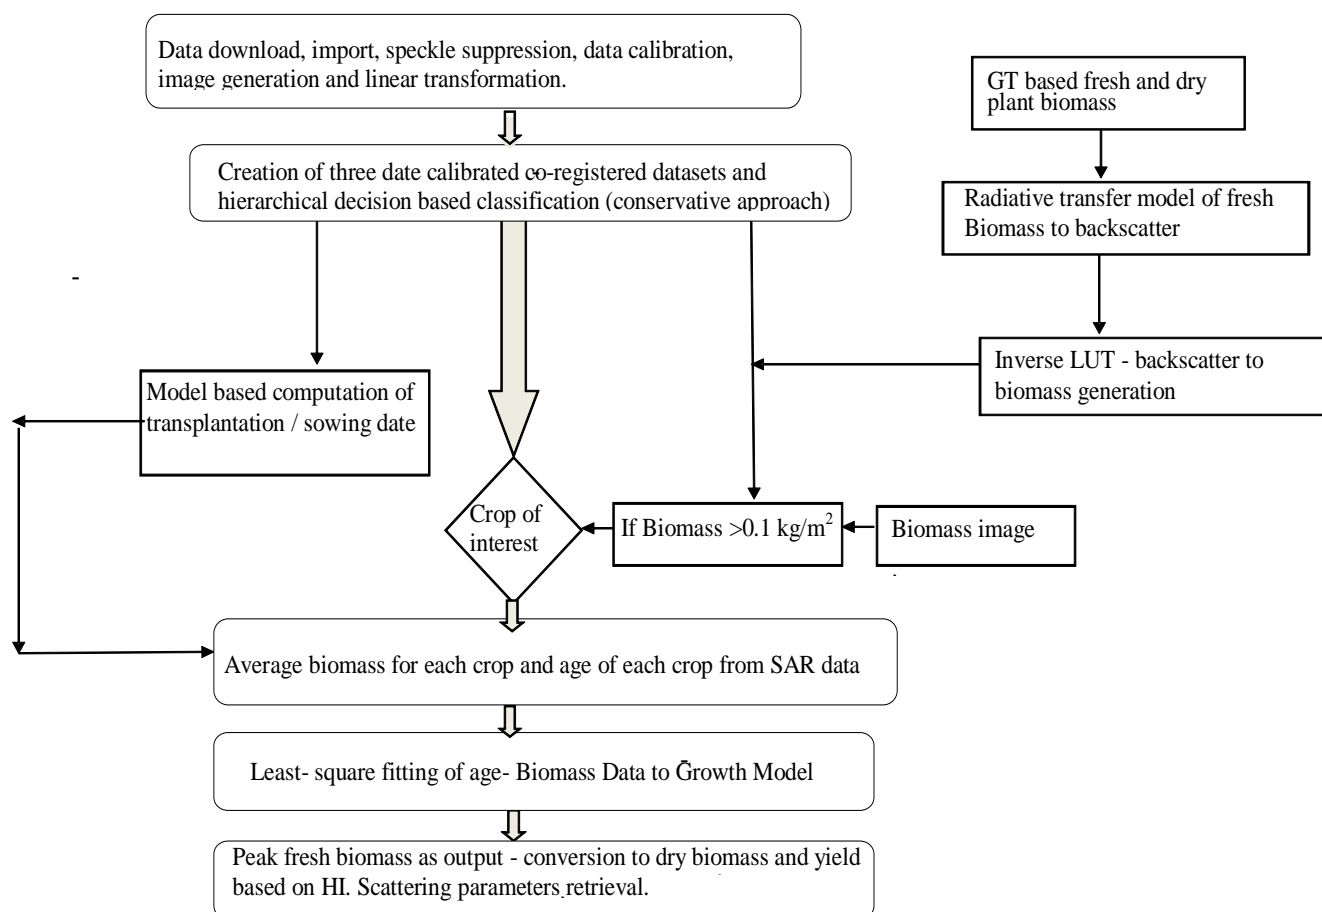 Data download, import, speckle suppression, data calibration,
image generation and linear transformation.
GT based fresh and dry
plant biomass
Creation of three date calibrated co-registered datasets and
hierarchical decision based classification (conservative approach)
Radiative transfer model of fresh
Biomass to backscatter
Inverse LUT - backscatter to
biomass generation
Model based computation of
transplantation / sowing date
Crop of
interest
If Biomass >0.1 kg/m²
Biomass image
Average biomass for each crop and age of each crop from SAR data
Least- square fitting of age- Biomass Data to Growth Model
Peak fresh biomass as output - conversion to dry biomass and yield
based on HI. Scattering parameters retrieval.